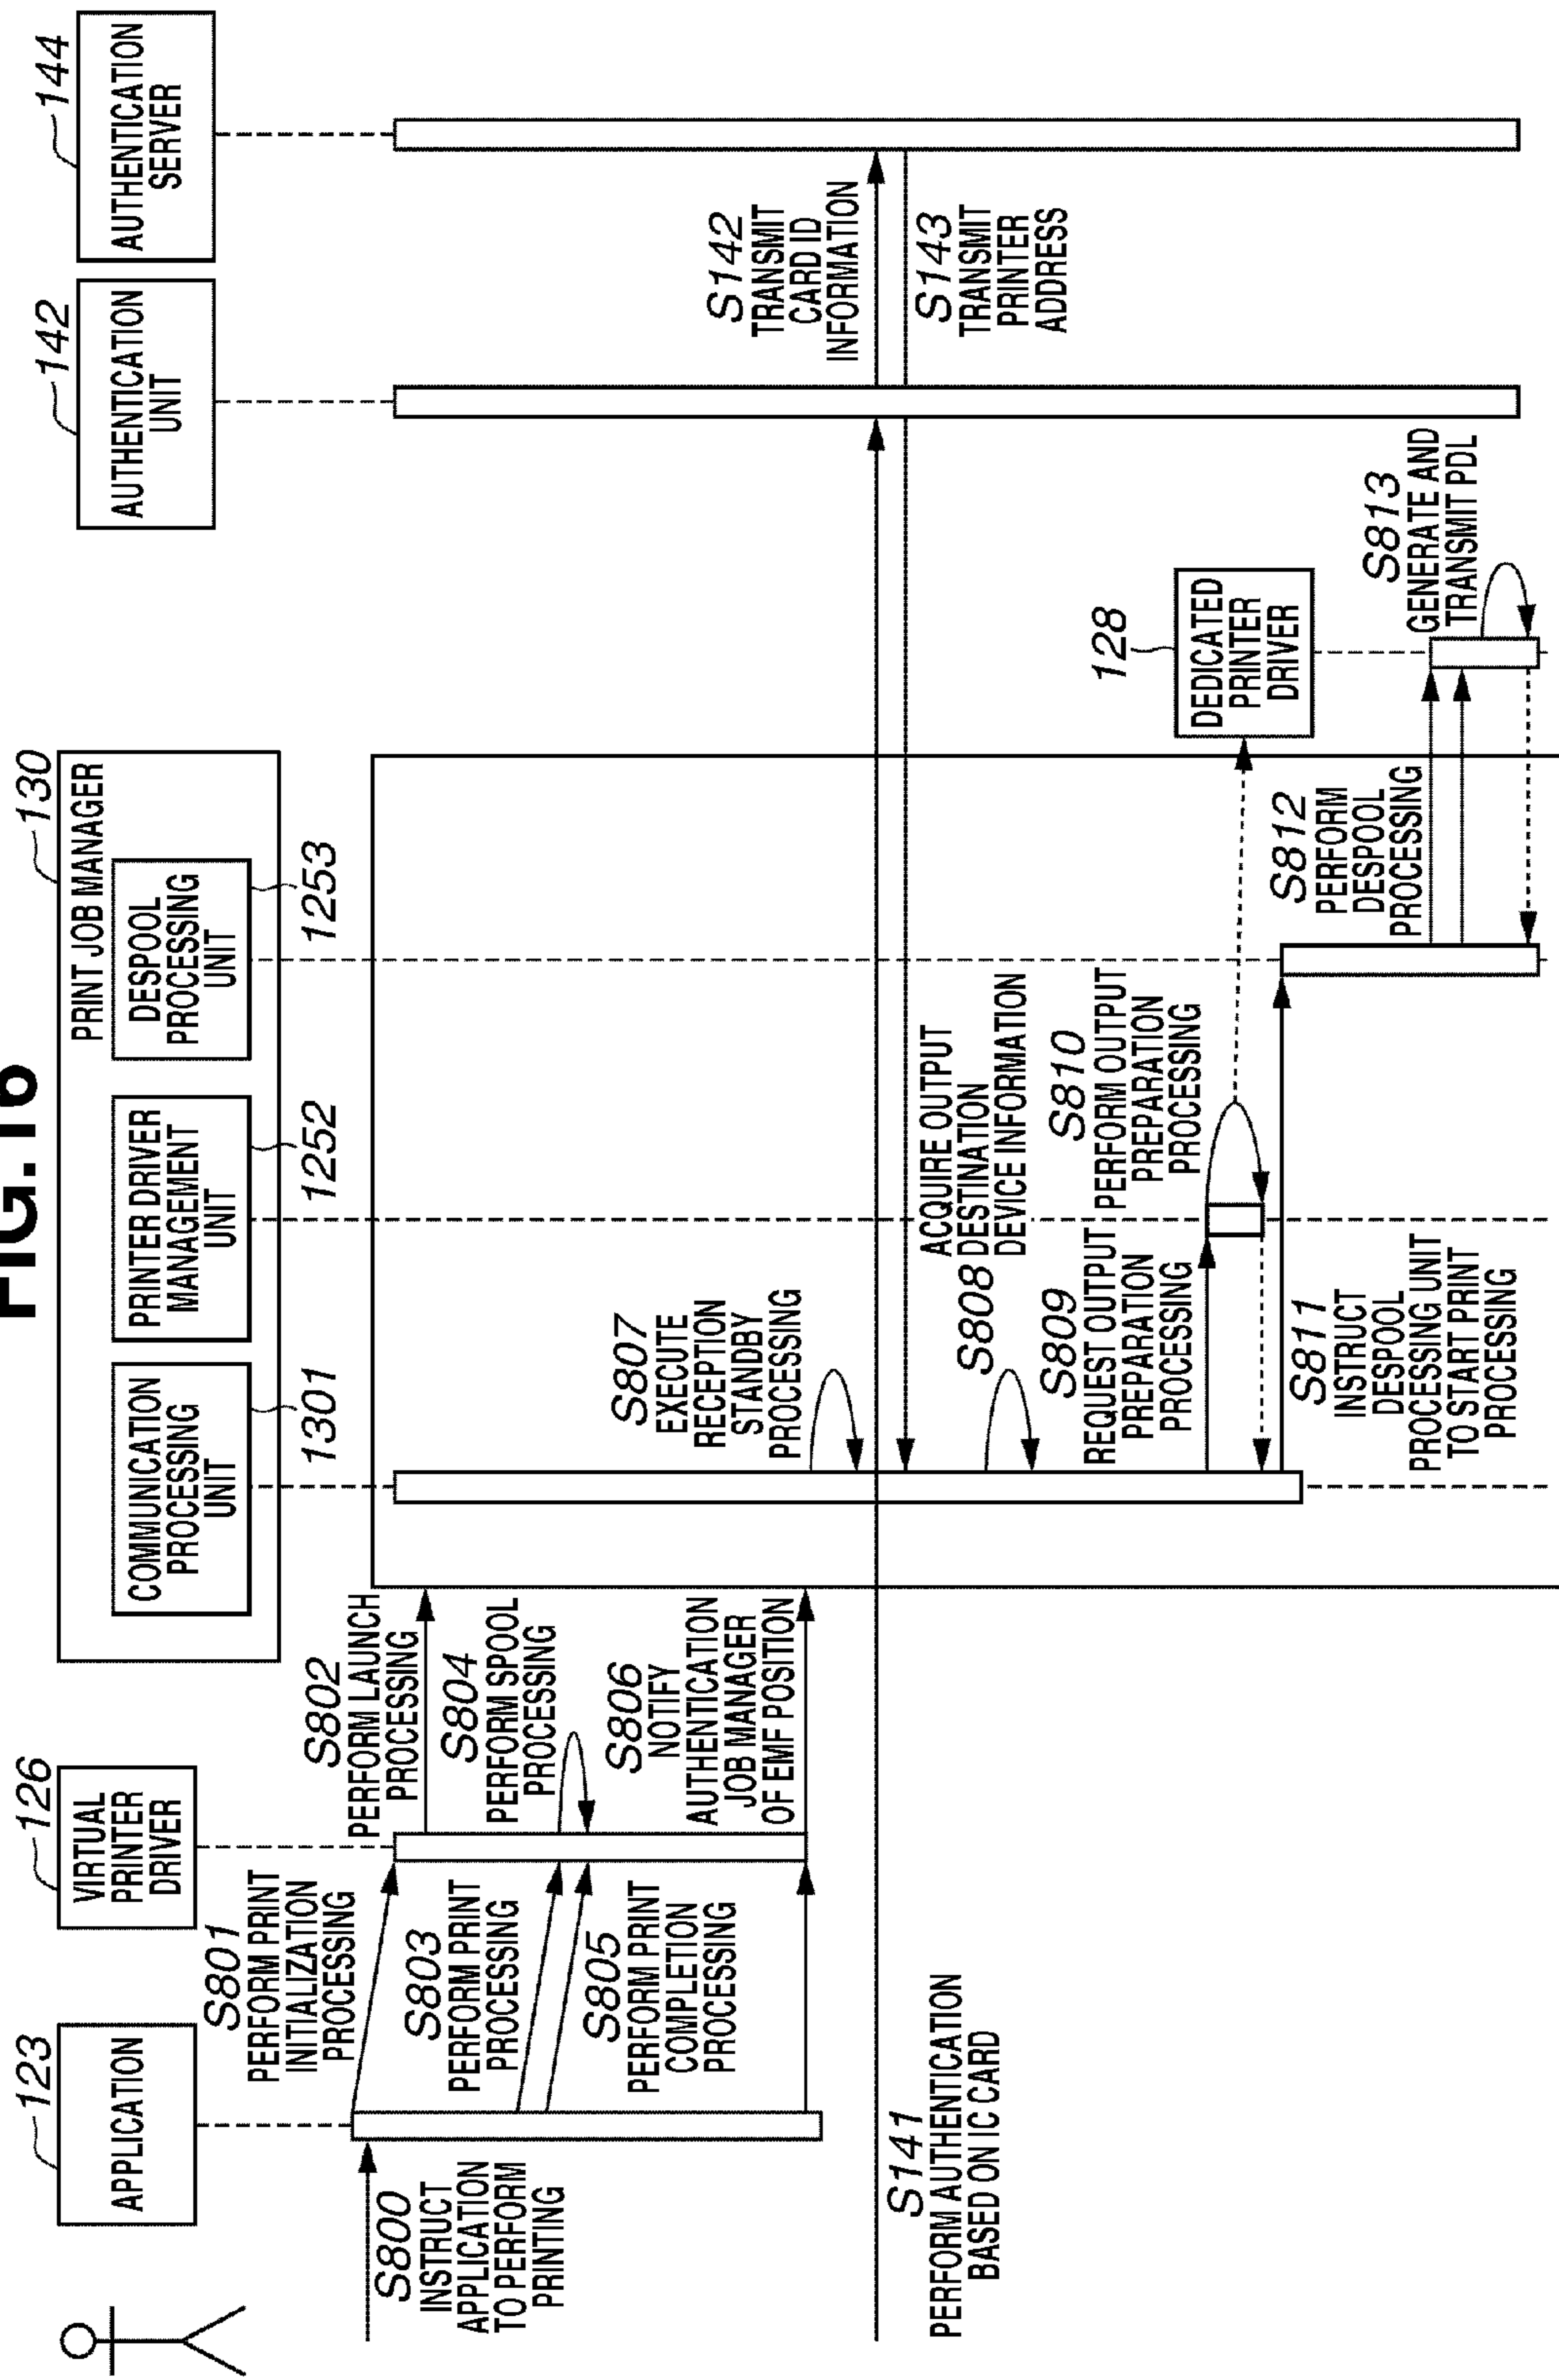 FIG.16
123
APPLICATION
126
VIRTUAL
PRINTER
DRIVER
130
PRINT JOB MANAGER
COMMUNICATION
PROCESSING
UNIT
1301
PRINTER DRIVER
MANAGEMENT
UNIT
1252
DESPOOL
PROCESSING
UNIT
1253
142
AUTHENTICATION
UNIT
144
AUTHENTICATION
SERVER
S800
INSTRUCT
APPLICATION
TO PERFORM
PRINTING
S801
PERFORM PRINT
INITIALIZATION
PROCESSING
S802
PERFORM LAUNCH
PROCESSING
S803
PERFORM PRINT
PROCESSING
S804
PERFORM SPOOL
PROCESSING
S805
PERFORM PRINT
COMPLETION
PROCESSING
S806
NOTIFY
AUTHENTICATION
JOB MANAGER
OF EMF POSITION
S807
EXECUTE
RECEPTION
STANDBY
PROCESSING
S141
PERFORM AUTHENTICATION
BASED ON IC CARD
S142
TRANSMIT
CARD ID
INFORMATION
S143
TRANSMIT
PRINTER
ADDRESS
ACQUIRE OUTPUT
S808 DESTINATION
DEVICE INFORMATION
S809
REQUEST OUTPUT
PREPARATION
PROCESSING
S810
PERFORM OUTPUT
PREPARATION
PROCESSING
128
DEDICATED
PRINTER
DRIVER
S811
INSTRUCT
DESPOOL
PROCESSING UNIT
TO START PRINT
PROCESSING
S812
PERFORM
DESPOOL
PROCESSING
S813
GENERATE AND
TRANSMIT PDL